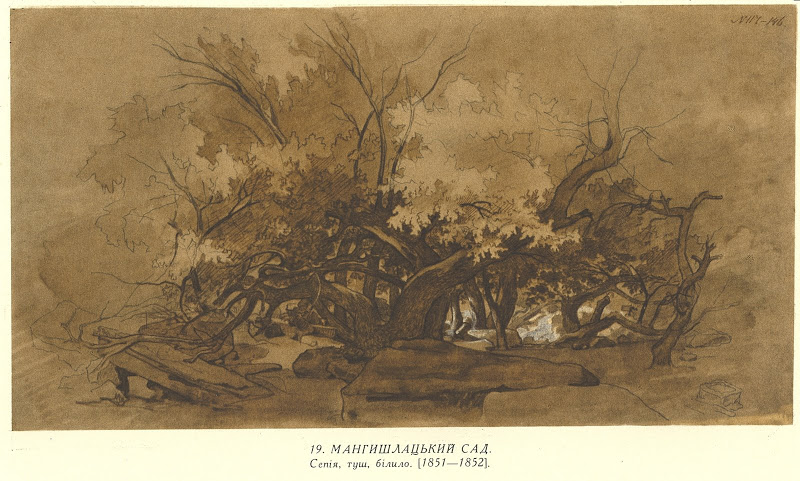 19. МАНГИШЛАЦЬКИЙ САД.
Сепія, туш, білило. [1851—1852].